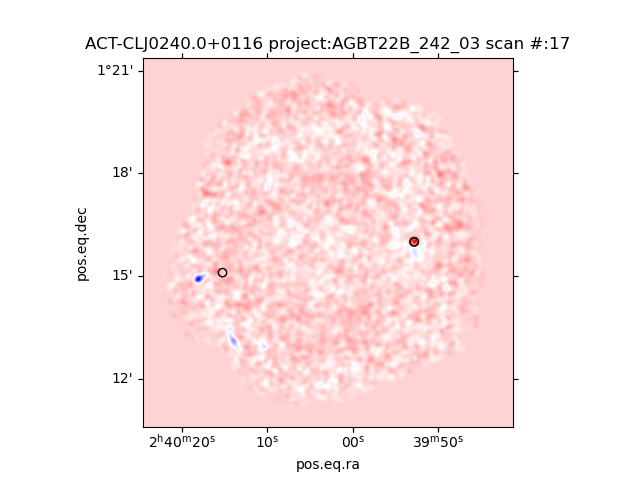 ACT-CLJ0240.0+0116 project:AGBT22B_242_03 scan #:17
1°21'
18'
15'
12'
pos.eq.dec
2ʰ40ᵐ20ˢ 10ˢ 00ˢ 39ᵐ50ˢ
pos.eq.ra